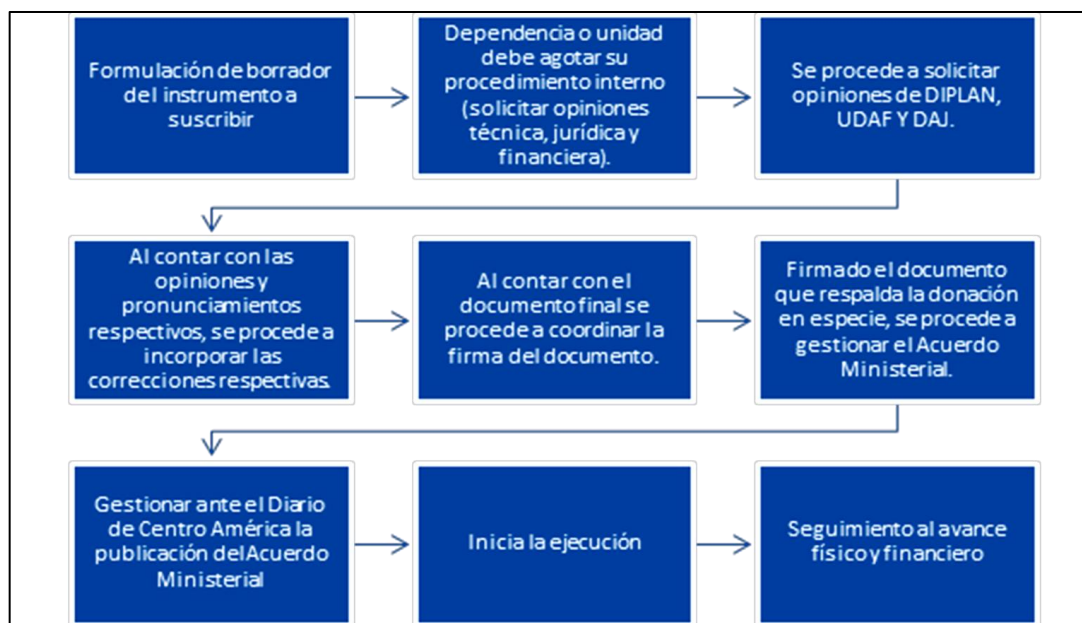 Formulación de borrador
del instrumento a
suscribir
Dependencia o unidad
debe agotar su
procedimiento interno
(solicitar opiniones
técnica, jurídica y
financiera).
Se procede a solicitar
opiniones de DIPLAN,
UDAF Y DAJ.
Al contar con las
opiniones y
pronunciamientos
respectivos, se procede a
incorporar las
correcciones respectivas.
Al contar con el
documento final se
procede a coordinar la
firma del documento.
Firmado el documento
que respalda la donación
en especie, se procede a
gestionar el Acuerdo
Ministerial.
Gestionar ante el Diario
de Centro América la
publicación del Acuerdo
Ministerial
Inicia la ejecución
Seguimiento al avance
físico y financiero